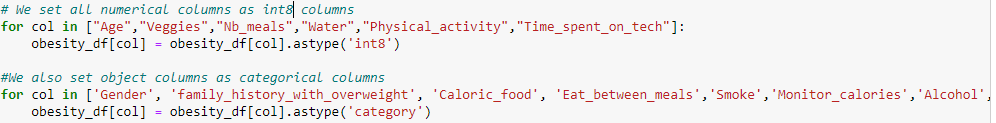 # We set all numerical columns as int8 columns
for col in ["Age","Veggies","Nb_meals","Water","Physical_activity","Time_spent_on_tech"]:
    obesity_df[col] = obesity_df[col].astype('int8')
#We also set object columns as categorical columns
for col in ['Gender', 'family_history_with_overweight', 'Caloric_food', 'Eat_between_meals','Smoke','Monitor_calories','Alcohol',
    obesity_df[col] = obesity_df[col].astype('category')